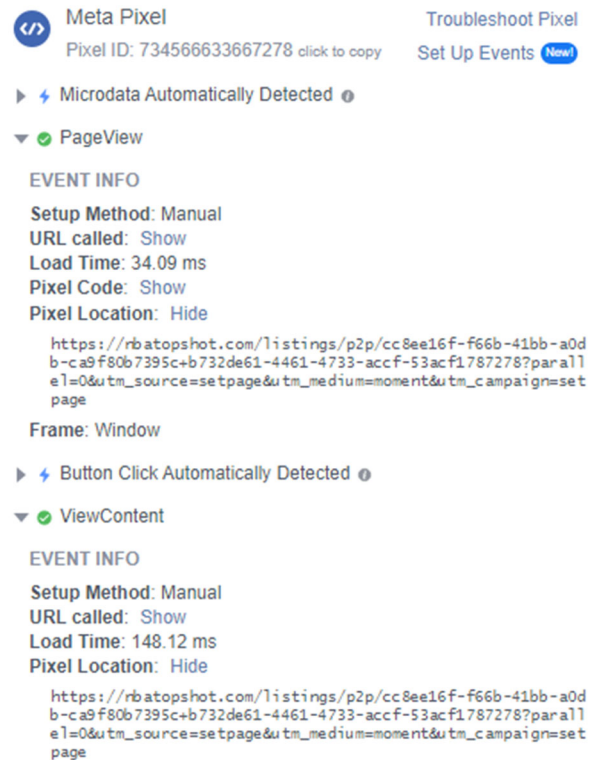 Meta Pixel
Troubleshoot Pixel
Pixel ID: 734566633667278 click to copy
Set Up Events New!
Microdata Automatically Detected
PageView
EVENT INFO
Setup Method: Manual
URL called: Show
Load Time: 34.09 ms
Pixel Code: Show
Pixel Location: Hide
https://nbatopshot.com/listings/p2p/cc8ee16f-f66b-41bb-a0d
b-ca9f80b7395c+b732de61-4461-4733-accf-53acf1787278?parall
el=0&utm_source=setpage&utm_medium=moment&utm_campaign=set
page
Frame: Window
Button Click Automatically Detected
ViewContent
EVENT INFO
Setup Method: Manual
URL called: Show
Load Time: 148.12 ms
Pixel Location: Hide
https://nbatopshot.com/listings/p2p/cc8ee16f-f66b-41bb-a0d
b-ca9f80b7395c+b732de61-4461-4733-accf-53acf1787278?parall
el=0&utm_source=setpage&utm_medium=moment&utm_campaign=set
page